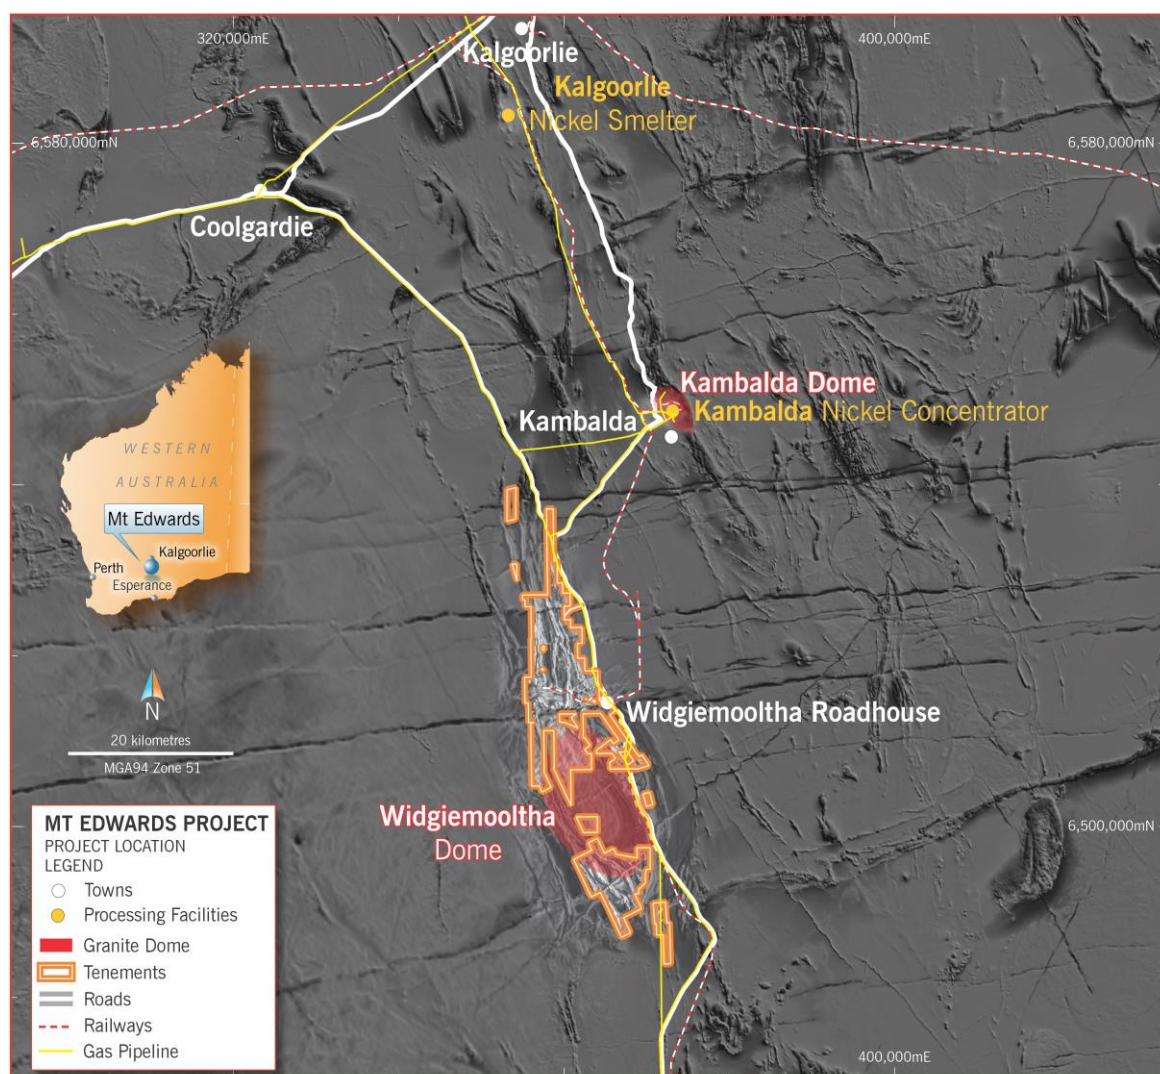 320,000mE
400,000mE
Kalgoorlie
Kalgoorlie
Nickel Smelter
6,580,000mN
6,580,000mN
Coolgardie
Kambalda Dome
Kambalda
Kambalda Nickel Concentrator
WESTERN
AUSTRALIA
Mt Edwards
Kalgoorlie
Perth
Esperance
N
20 kilometres
MGA94 Zone 51
Widgiemooltha Roadhouse
Widgiemooltha
Dome
6,500,000mN
MT EDWARDS PROJECT
PROJECT LOCATION
LEGEND
Towns
Processing Facilities
Granite Dome
Tenements
Roads
Railways
Gas Pipeline
400,000mE